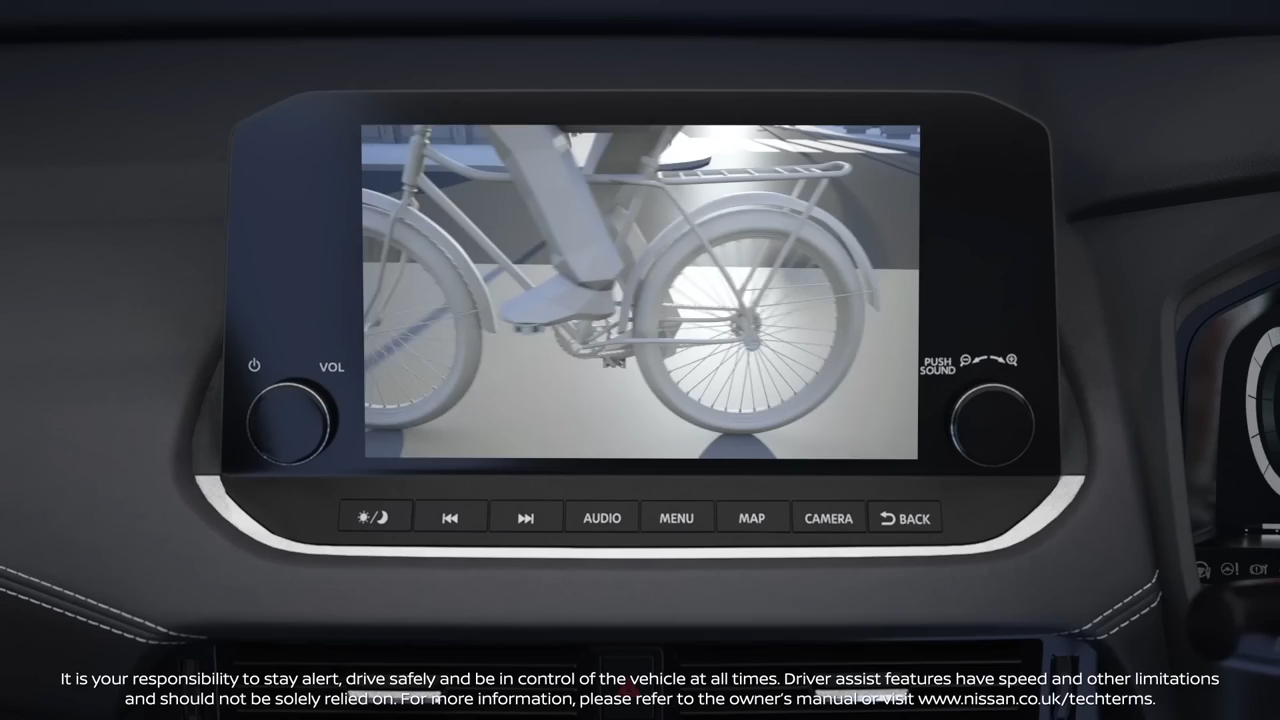 VOL
PUSH
SOUND
AUDIO
MENU
MAP
CAMERA
BACK
It is your responsibility to stay alert, drive safely and be in control of the vehicle at all times. Driver assist features have speed and other limitations
and should not be solely relied on. For more information, please refer to the owner's manual or visit www.nissan.co.uk/techterms.